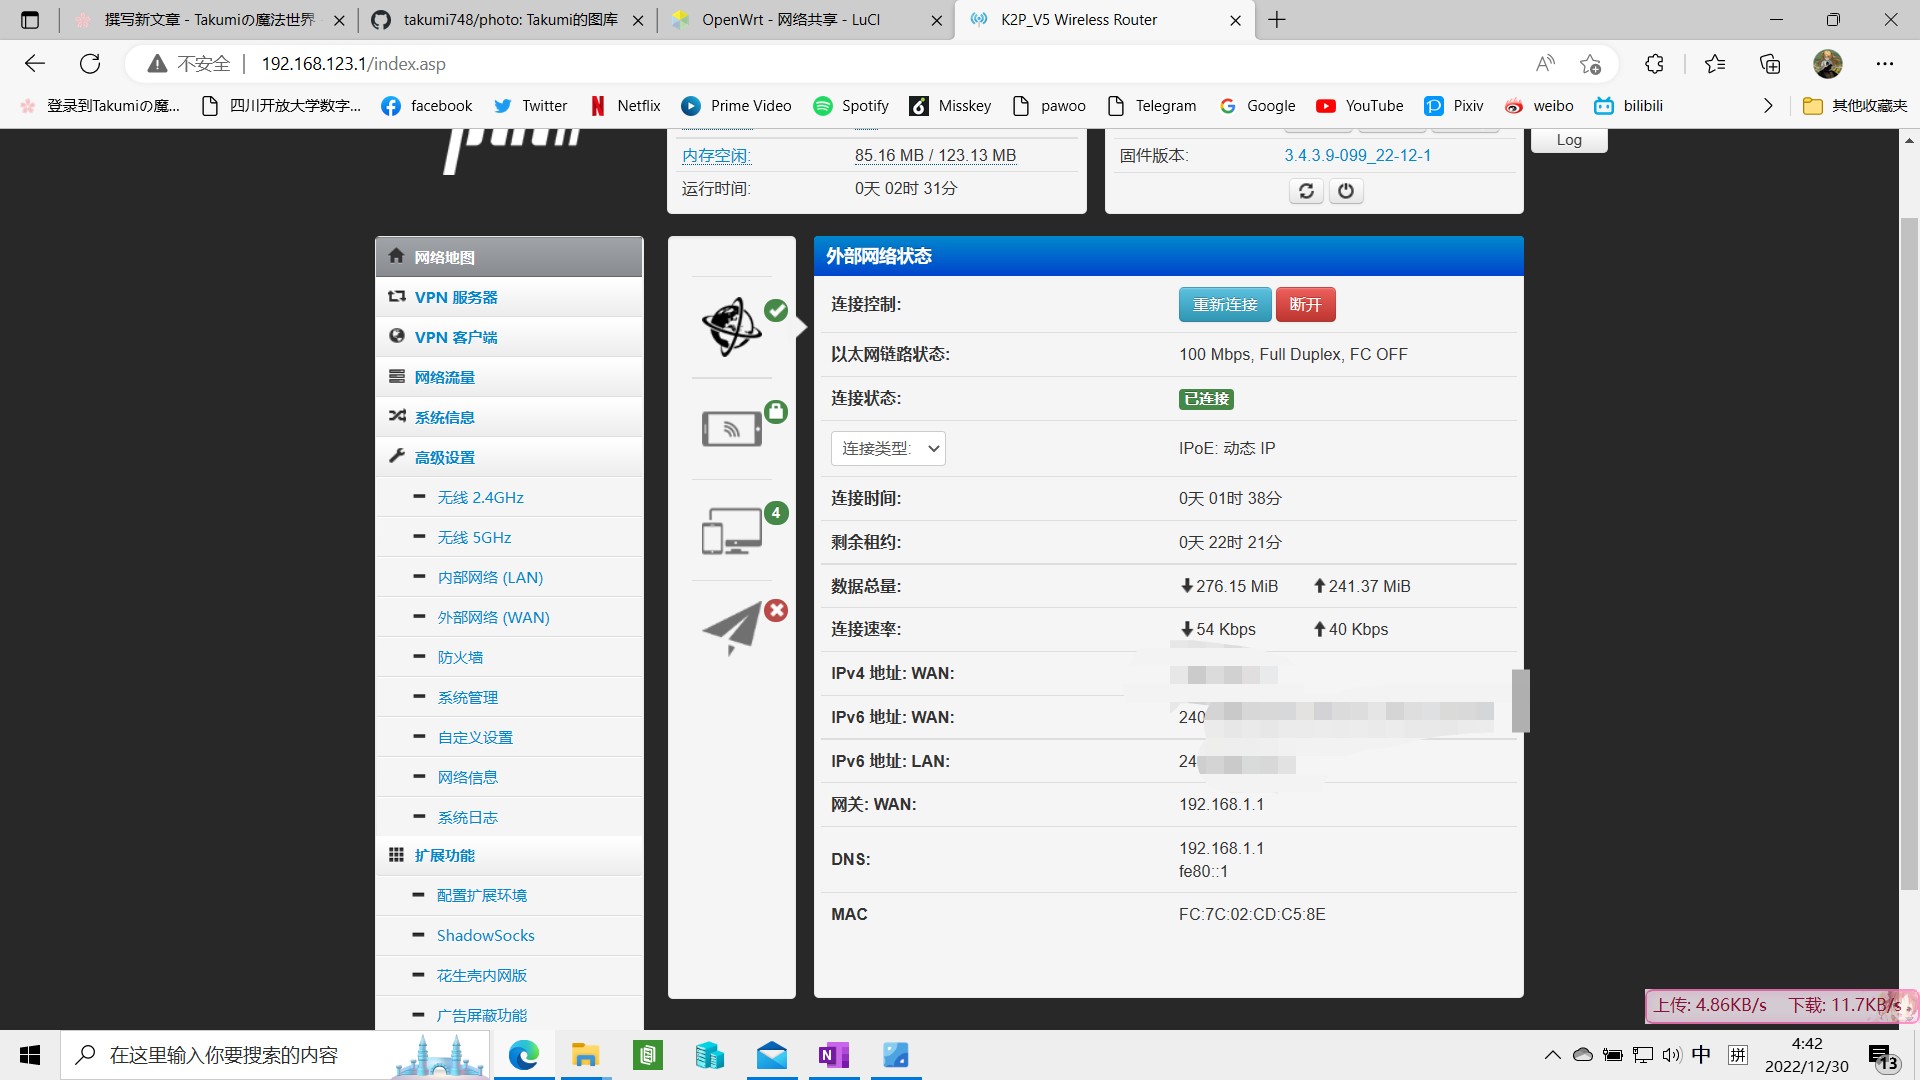 撰写新文章 - Takumiの魔法世界
takumi748/photo: Takumi的图库
OpenWrt - 网络共享 - LuCI
K2P_V5 Wireless Router
不安全
192.168.123.1/index.asp
登录到Takumiの魔...
四川开放大学数字...
facebook
Twitter
Netflix
Prime Video
Spotify
Misskey
pawoo
Telegram
Google
YouTube
Pixiv
weibo
bilibili
其他收藏夹
内存空闲:
85.16 MB / 123.13 MB
运行时间:
0天 02时 31分
固件版本:
3.4.3.9-099_22-12-1
Log
网络地图
VPN 服务器
VPN 客户端
网络流量
系统信息
高级设置
无线 2.4GHz
无线 5GHz
内部网络 (LAN)
外部网络 (WAN)
防火墙
系统管理
自定义设置
网络信息
系统日志
扩展功能
配置扩展环境
ShadowSocks
花生壳内网版
广告屏蔽功能
4
外部网络状态
连接控制:
重新连接
断开
以太网链路状态:
100 Mbps, Full Duplex, FC OFF
连接状态:
已连接
连接类型:
IPoE: 动态 IP
连接时间:
0天 01时 38分
剩余租约:
0天 22时 21分
数据总量:
276.15 MiB
241.37 MiB
连接速率:
54 Kbps
40 Kbps
IPv4 地址: WAN:
IPv6 地址: WAN:
240
IPv6 地址: LAN:
24
网关: WAN:
192.168.1.1
DNS:
192.168.1.1
fe80::1
MAC
FC:7C:02:CD:C5:8E
上传: 4.86KB/s 下载: 11.7KB/s
在这里输入你要搜索的内容
中
拼
4:42
2022/12/30
13